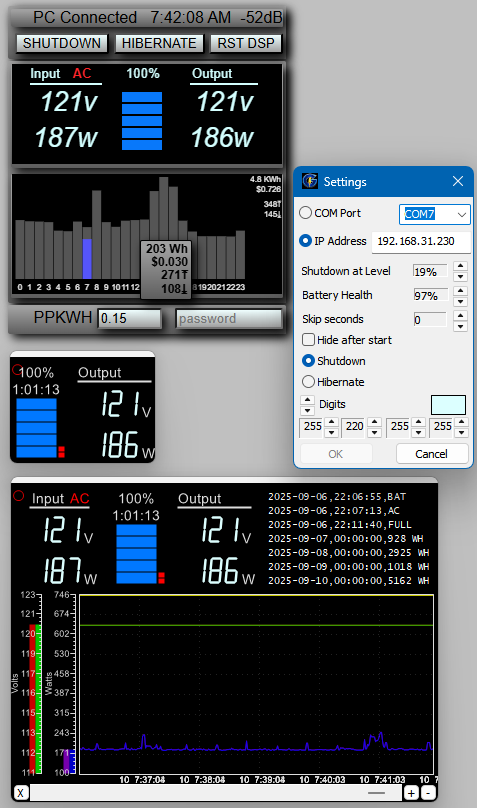 PC Connected 7:42:08 AM -52dB
SHUTDOWN HIBERNATE RST DSP
Input AC 100% Output
121v 121v
187w 186w
4.8 KWh
$0.726
348
145
203 Wh
$0.030
271
108
0 1 2 3 4 5 6 7 8 9 10 11 12 13 14 15 18 19 20 21 22 23
PPKWH 0.15 password
Settings
COM Port COM7
IP Address 192.168.31.230
Shutdown at Level 19%
Battery Health 97%
Skip seconds 0
Hide after start
Shutdown
Hibernate
Digits
255 220 255 255
OK Cancel
100% Output
1:01:13
121 V
186 W
Input AC 100% Output
1:01:13
121 V 121 V
187 W 186 W
2025-09-06,22:06:55,BAT
2025-09-06,22:07:13,AC
2025-09-06,22:11:40,FULL
2025-09-07,00:00:00,928 WH
2025-09-08,00:00:00,2925 WH
2025-09-09,00:00:00,1018 WH
2025-09-10,00:00:00,5162 WH
123 746
121 674
120 602
119 530
118 458
117 387
116 315
115 243
112 171
111 100
Volts
Watts
10 7:37:04 10 7:38:04 10 7:39:04 10 7:40:03 10 7:41:03 10 7
X + -